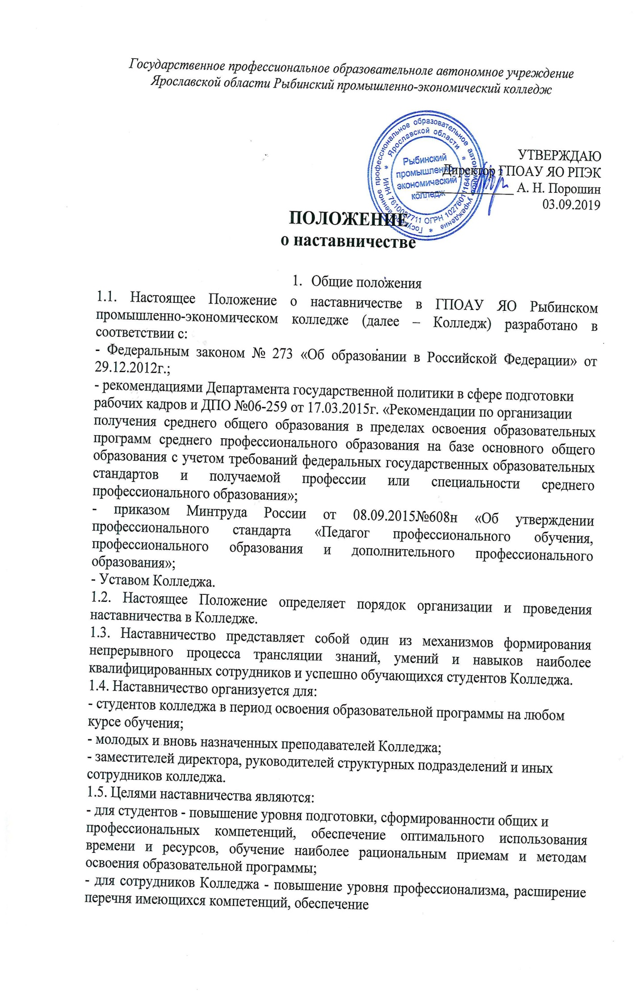 Государственное профессиональное образовательноле автономное учреждение
Ярославской области Рыбинский промышленно-экономический колледж
Государственное профессиональное образовательное автономное учреждение
Ярославской области
ИНН 7610037711 ОГРН
Рыбинский
промышленно-
экономический
колледж
УТВЕРЖДАЮ
Директор ГПОАУ ЯО РПЭК
А. Н. Порошин
03.09.2019
ПОЛОЖЕНИЕ
о наставничестве
1. Общие положения
1.1. Настоящее Положение о наставничестве в ГПОАУ ЯО Рыбинском
промышленно-экономическом колледже (далее – Колледж) разработано в
соответствии с:
- Федеральным законом № 273 «Об образовании в Российской Федерации» от
29.12.2012г.;
- рекомендациями Департамента государственной политики в сфере подготовки
рабочих кадров и ДПО №06-259 от 17.03.2015г. «Рекомендации по организации
получения среднего общего образования в пределах освоения образовательных
программ среднего профессионального образования на базе основного общего
образования с учетом требований федеральных государственных образовательных
стандартов и получаемой профессии или специальности среднего
профессионального образования»;
- приказом Минтруда России от 08.09.2015№608н «Об утверждении
профессионального стандарта «Педагог профессионального обучения,
профессионального образования и дополнительного профессионального
образования»;
- Уставом Колледжа.
1.2. Настоящее Положение определяет порядок организации и проведения
наставничества в Колледже.
1.3. Наставничество представляет собой один из механизмов формирования
непрерывного процесса трансляции знаний, умений и навыков наиболее
квалифицированных сотрудников и успешно обучающихся студентов Колледжа.
1.4. Наставничество организуется для:
- студентов колледжа в период освоения образовательной программы на любом
курсе обучения;
- молодых и вновь назначенных преподавателей Колледжа;
- заместителей директора, руководителей структурных подразделений и иных
сотрудников колледжа.
1.5. Целями наставничества являются:
- для студентов - повышение уровня подготовки, сформированности общих и
профессиональных компетенций, обеспечение оптимального использования
времени и ресурсов, обучение наиболее рациональным приемам и методам
освоения образовательной программы;
- для сотрудников Колледжа - повышение уровня профессионализма, расширение
перечня имеющихся компетенций, обеспечение